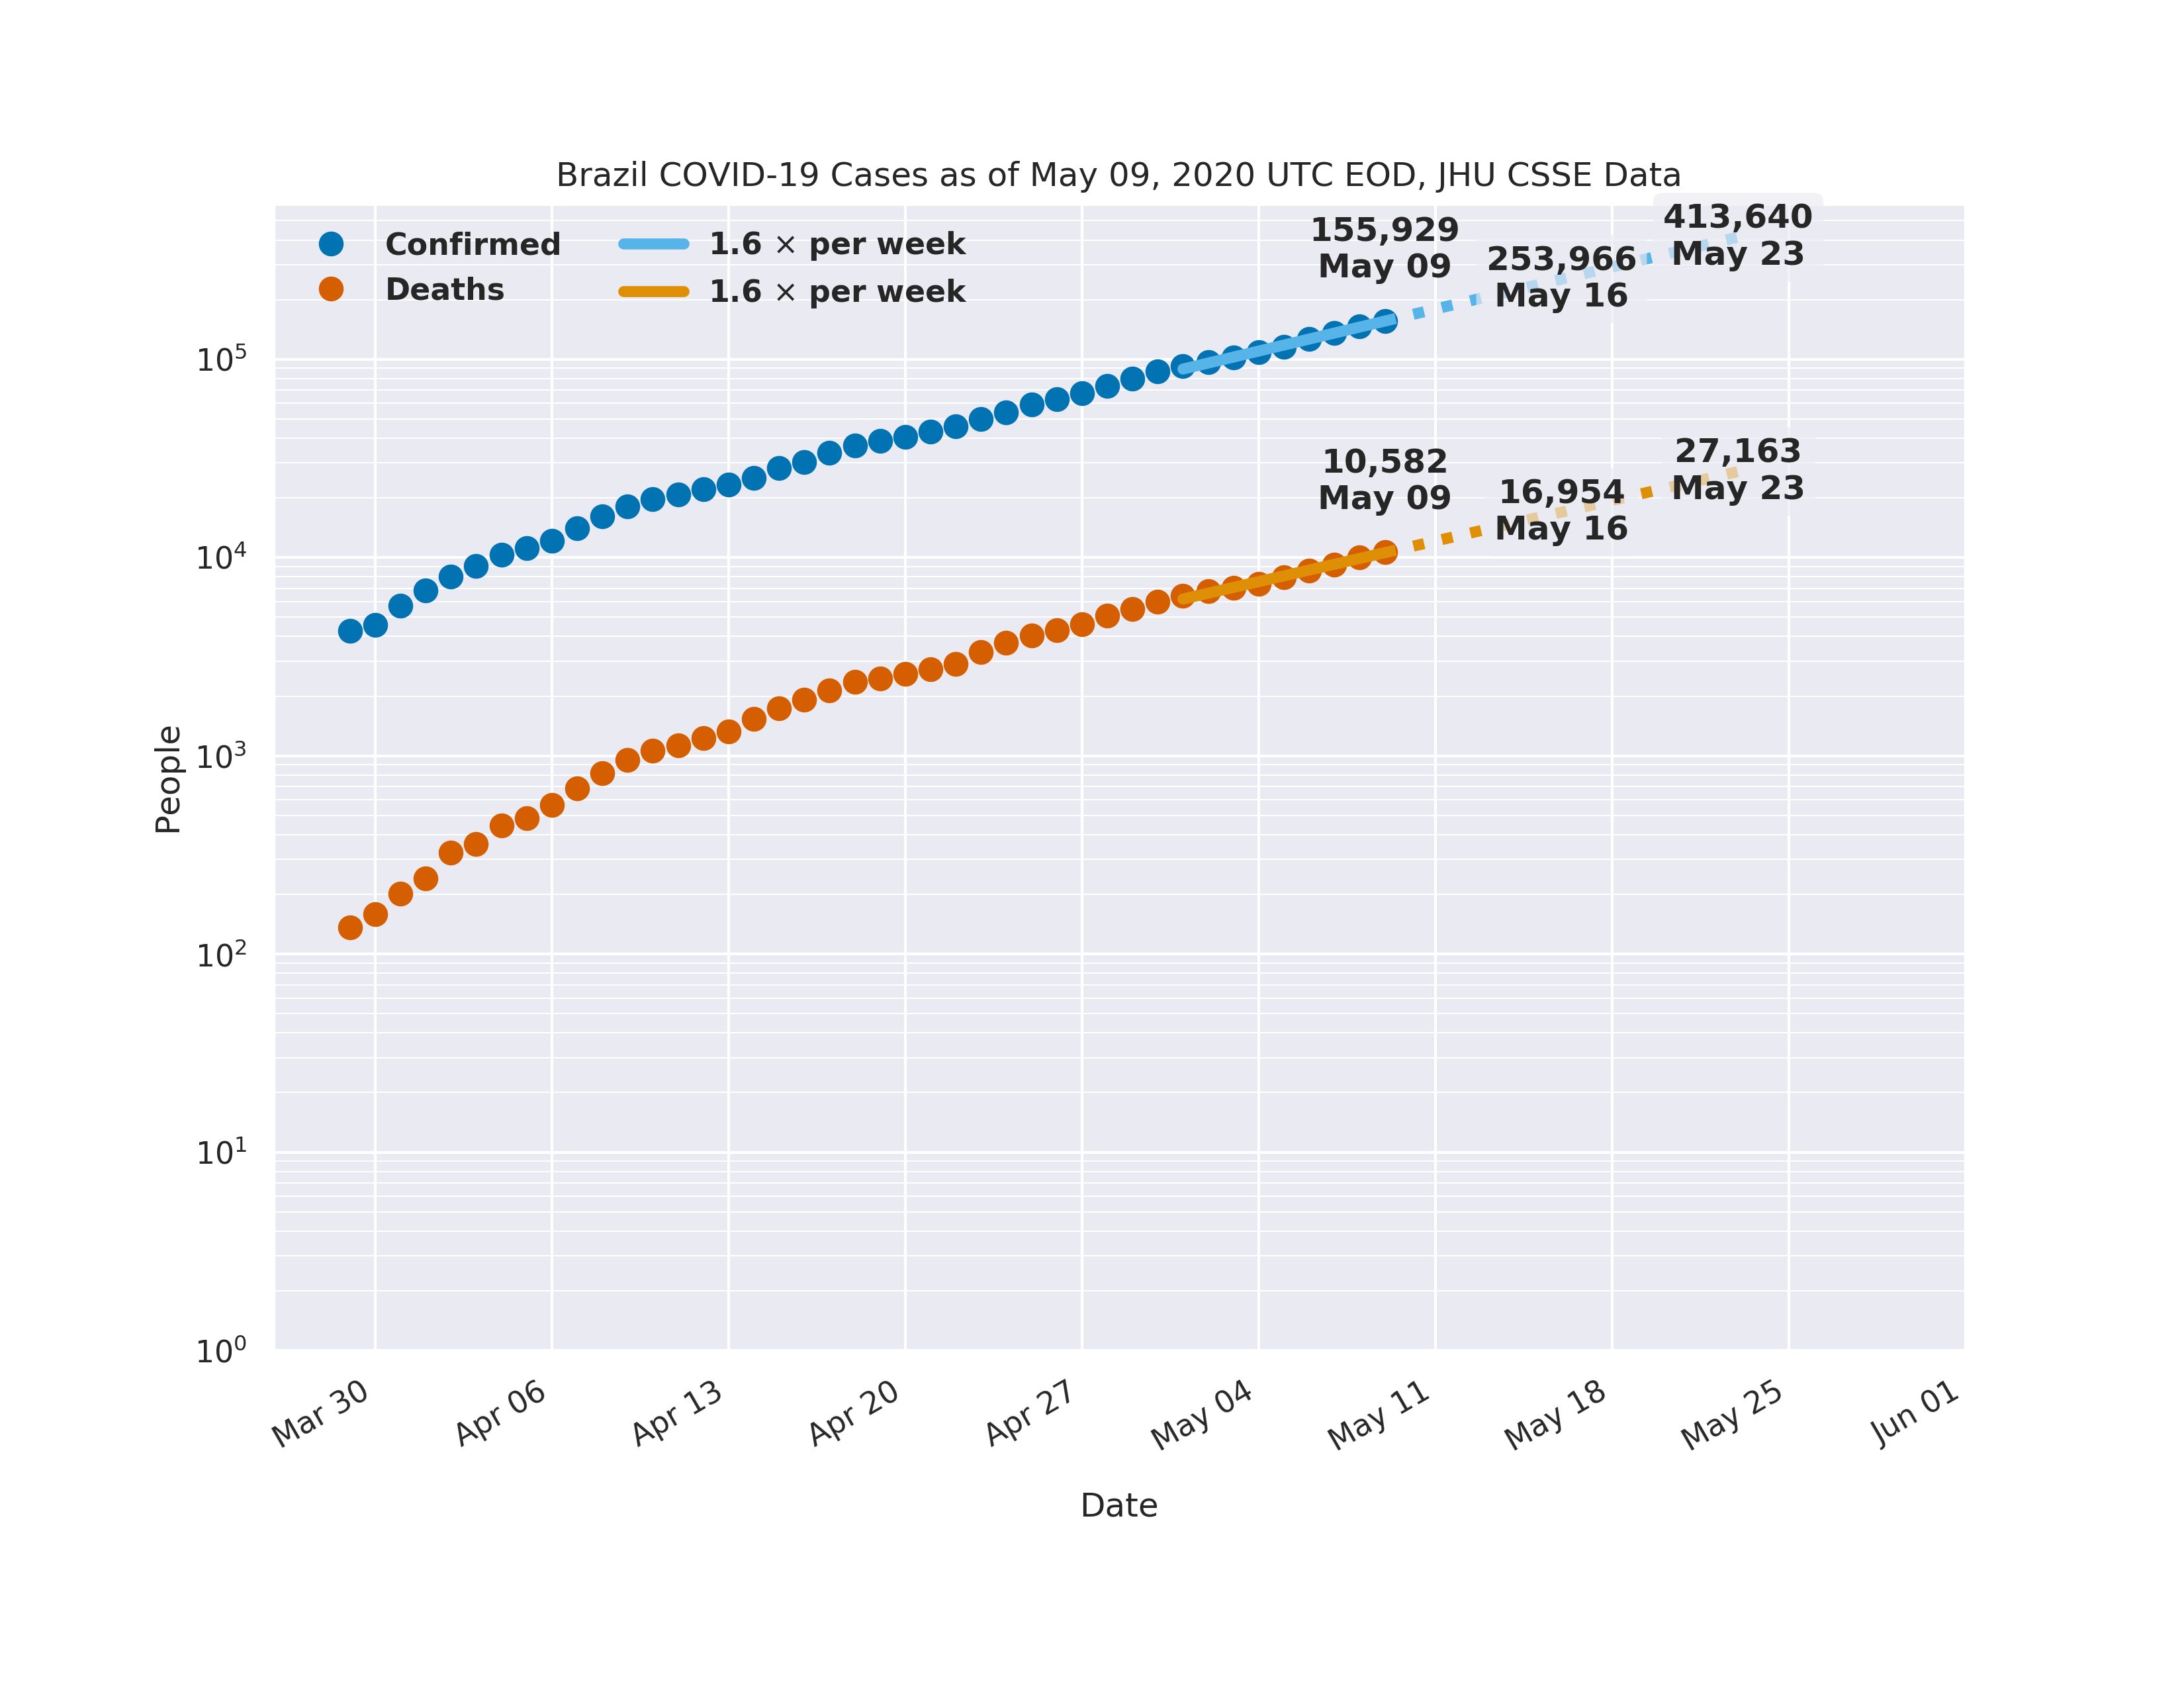 Brazil COVID-19 Cases as of May 09, 2020 UTC EOD, JHU CSSE Data
Confirmed
Deaths
1.6 × per week
1.6 × per week
155,929
May 09
253,966
May 16
413,640
May 23
10,582
May 09
16,954
May 16
27,163
May 23
People
10⁵
10⁴
10³
10²
10¹
10⁰
Mar 30
Apr 06
Apr 13
Apr 20
Apr 27
May 04
May 11
May 18
May 25
Jun 01
Date